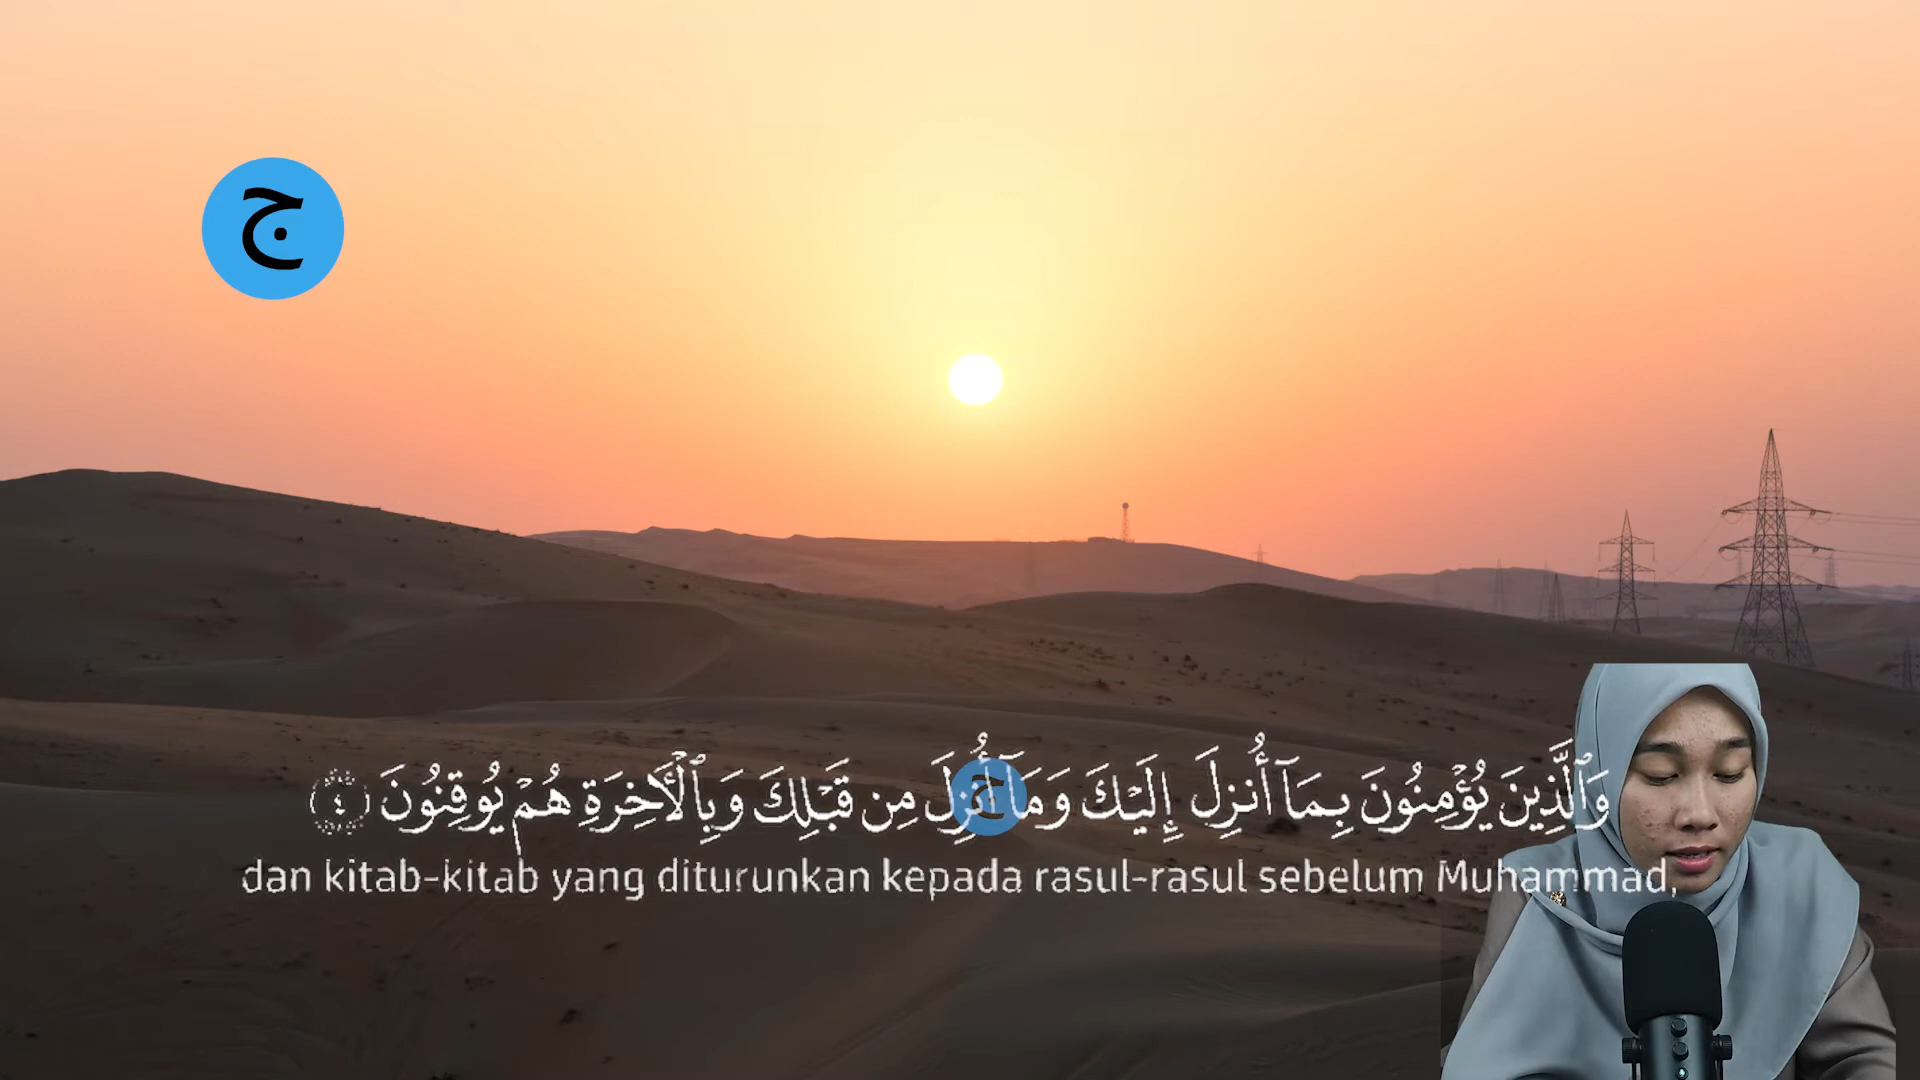 ج
وَٱلَّذِينَ يُؤْمِنُونَ بِمَآ أُنزِلَ إِلَيْكَ وَمَآ أُنزِلَ مِن قَبْلِكَ وَبِٱلْأَخِرَةِ هُمْ يُوقِنُونَ ٤
ج
dan kitab-kitab yang diturunkan kepada rasul-rasul sebelum Muhammad,